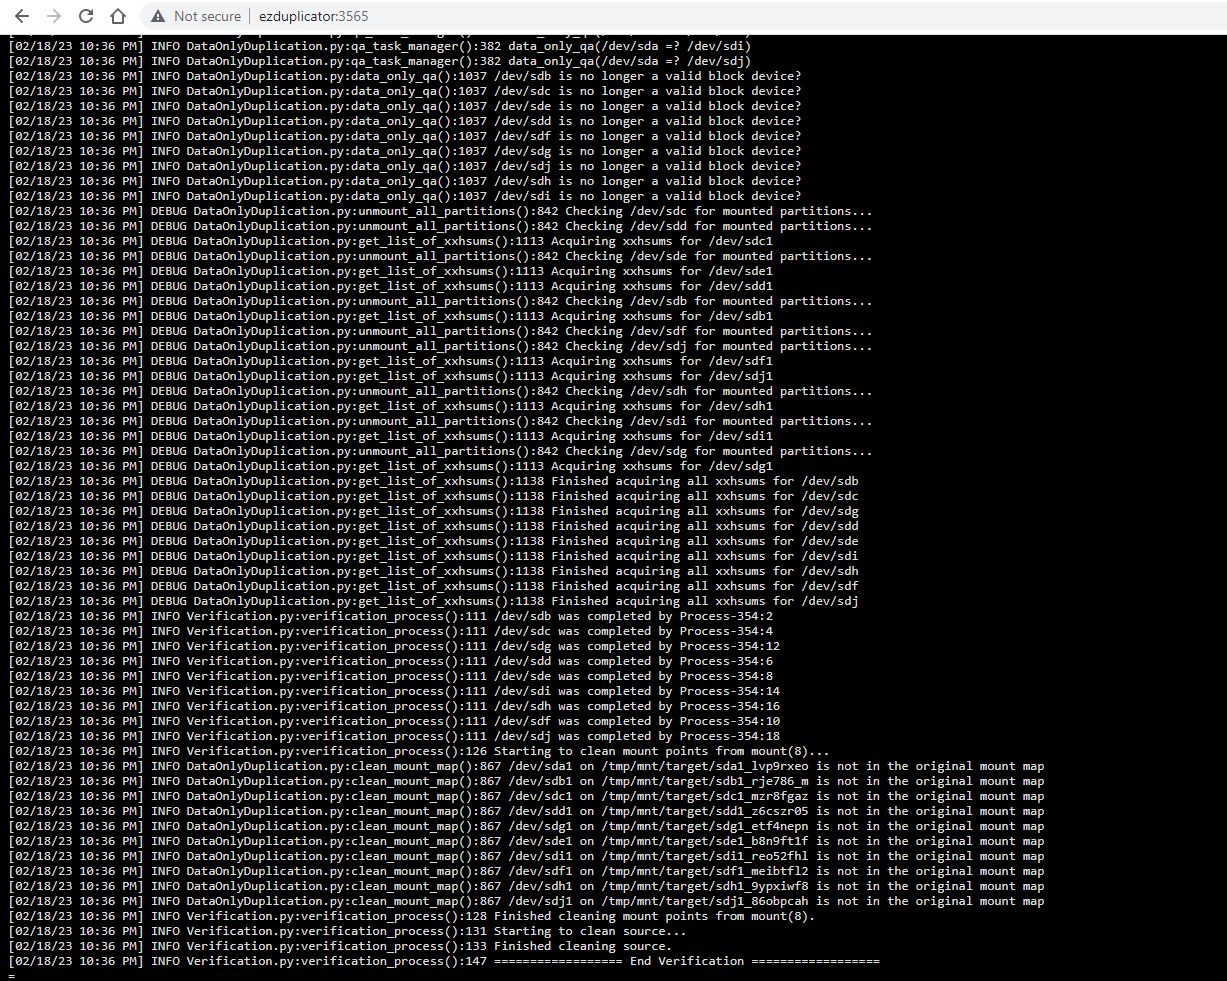 Not secure | ezduplicator:3565
[02/18/23 10:36 PM] INFO DataOnlyDuplication.py:qa_task_manager():382 data_only_qa(/dev/sda =? /dev/sdi)
[02/18/23 10:36 PM] INFO DataOnlyDuplication.py:qa_task_manager():382 data_only_qa(/dev/sda =? /dev/sdj)
[02/18/23 10:36 PM] INFO DataOnlyDuplication.py:data_only_qa():1037 /dev/sdb is no longer a valid block device?
[02/18/23 10:36 PM] INFO DataOnlyDuplication.py:data_only_qa():1037 /dev/sdc is no longer a valid block device?
[02/18/23 10:36 PM] INFO DataOnlyDuplication.py:data_only_qa():1037 /dev/sde is no longer a valid block device?
[02/18/23 10:36 PM] INFO DataOnlyDuplication.py:data_only_qa():1037 /dev/sdd is no longer a valid block device?
[02/18/23 10:36 PM] INFO DataOnlyDuplication.py:data_only_qa():1037 /dev/sdf is no longer a valid block device?
[02/18/23 10:36 PM] INFO DataOnlyDuplication.py:data_only_qa():1037 /dev/sdg is no longer a valid block device?
[02/18/23 10:36 PM] INFO DataOnlyDuplication.py:data_only_qa():1037 /dev/sdj is no longer a valid block device?
[02/18/23 10:36 PM] INFO DataOnlyDuplication.py:data_only_qa():1037 /dev/sdh is no longer a valid block device?
[02/18/23 10:36 PM] INFO DataOnlyDuplication.py:data_only_qa():1037 /dev/sdi is no longer a valid block device?
[02/18/23 10:36 PM] DEBUG DataOnlyDuplication.py:unmount_all_partitions():842 Checking /dev/sdc for mounted partitions...
[02/18/23 10:36 PM] DEBUG DataOnlyDuplication.py:unmount_all_partitions():842 Checking /dev/sdd for mounted partitions...
[02/18/23 10:36 PM] DEBUG DataOnlyDuplication.py:get_list_of_xxhsums():1113 Acquiring xxhsums for /dev/sdc1
[02/18/23 10:36 PM] DEBUG DataOnlyDuplication.py:unmount_all_partitions():842 Checking /dev/sde for mounted partitions...
[02/18/23 10:36 PM] DEBUG DataOnlyDuplication.py:get_list_of_xxhsums():1113 Acquiring xxhsums for /dev/sde1
[02/18/23 10:36 PM] DEBUG DataOnlyDuplication.py:get_list_of_xxhsums():1113 Acquiring xxhsums for /dev/sdd1
[02/18/23 10:36 PM] DEBUG DataOnlyDuplication.py:unmount_all_partitions():842 Checking /dev/sdb for mounted partitions...
[02/18/23 10:36 PM] DEBUG DataOnlyDuplication.py:get_list_of_xxhsums():1113 Acquiring xxhsums for /dev/sdb1
[02/18/23 10:36 PM] DEBUG DataOnlyDuplication.py:unmount_all_partitions():842 Checking /dev/sdf for mounted partitions...
[02/18/23 10:36 PM] DEBUG DataOnlyDuplication.py:unmount_all_partitions():842 Checking /dev/sdj for mounted partitions...
[02/18/23 10:36 PM] DEBUG DataOnlyDuplication.py:get_list_of_xxhsums():1113 Acquiring xxhsums for /dev/sdf1
[02/18/23 10:36 PM] DEBUG DataOnlyDuplication.py:get_list_of_xxhsums():1113 Acquiring xxhsums for /dev/sdj1
[02/18/23 10:36 PM] DEBUG DataOnlyDuplication.py:unmount_all_partitions():842 Checking /dev/sdh for mounted partitions...
[02/18/23 10:36 PM] DEBUG DataOnlyDuplication.py:get_list_of_xxhsums():1113 Acquiring xxhsums for /dev/sdh1
[02/18/23 10:36 PM] DEBUG DataOnlyDuplication.py:unmount_all_partitions():842 Checking /dev/sdi for mounted partitions...
[02/18/23 10:36 PM] DEBUG DataOnlyDuplication.py:get_list_of_xxhsums():1113 Acquiring xxhsums for /dev/sdi1
[02/18/23 10:36 PM] DEBUG DataOnlyDuplication.py:unmount_all_partitions():842 Checking /dev/sdg for mounted partitions...
[02/18/23 10:36 PM] DEBUG DataOnlyDuplication.py:get_list_of_xxhsums():1113 Acquiring xxhsums for /dev/sdg1
[02/18/23 10:36 PM] DEBUG DataOnlyDuplication.py:get_list_of_xxhsums():1138 Finished acquiring all xxhsums for /dev/sdb
[02/18/23 10:36 PM] DEBUG DataOnlyDuplication.py:get_list_of_xxhsums():1138 Finished acquiring all xxhsums for /dev/sdc
[02/18/23 10:36 PM] DEBUG DataOnlyDuplication.py:get_list_of_xxhsums():1138 Finished acquiring all xxhsums for /dev/sdg
[02/18/23 10:36 PM] DEBUG DataOnlyDuplication.py:get_list_of_xxhsums():1138 Finished acquiring all xxhsums for /dev/sdd
[02/18/23 10:36 PM] DEBUG DataOnlyDuplication.py:get_list_of_xxhsums():1138 Finished acquiring all xxhsums for /dev/sde
[02/18/23 10:36 PM] DEBUG DataOnlyDuplication.py:get_list_of_xxhsums():1138 Finished acquiring all xxhsums for /dev/sdi
[02/18/23 10:36 PM] DEBUG DataOnlyDuplication.py:get_list_of_xxhsums():1138 Finished acquiring all xxhsums for /dev/sdh
[02/18/23 10:36 PM] DEBUG DataOnlyDuplication.py:get_list_of_xxhsums():1138 Finished acquiring all xxhsums for /dev/sdf
[02/18/23 10:36 PM] DEBUG DataOnlyDuplication.py:get_list_of_xxhsums():1138 Finished acquiring all xxhsums for /dev/sdj
[02/18/23 10:36 PM] INFO Verification.py:verification_process():111 /dev/sdb was completed by Process-354:2
[02/18/23 10:36 PM] INFO Verification.py:verification_process():111 /dev/sdc was completed by Process-354:4
[02/18/23 10:36 PM] INFO Verification.py:verification_process():111 /dev/sdg was completed by Process-354:12
[02/18/23 10:36 PM] INFO Verification.py:verification_process():111 /dev/sdd was completed by Process-354:6
[02/18/23 10:36 PM] INFO Verification.py:verification_process():111 /dev/sde was completed by Process-354:8
[02/18/23 10:36 PM] INFO Verification.py:verification_process():111 /dev/sdi was completed by Process-354:14
[02/18/23 10:36 PM] INFO Verification.py:verification_process():111 /dev/sdh was completed by Process-354:16
[02/18/23 10:36 PM] INFO Verification.py:verification_process():111 /dev/sdf was completed by Process-354:10
[02/18/23 10:36 PM] INFO Verification.py:verification_process():111 /dev/sdj was completed by Process-354:18
[02/18/23 10:36 PM] INFO Verification.py:verification_process():126 Starting to clean mount points from mount(8)...
[02/18/23 10:36 PM] INFO DataOnlyDuplication.py:clean_mount_map():867 /dev/sda1 on /tmp/mnt/target/sda1_lvp9rxeo is not in the original mount map
[02/18/23 10:36 PM] INFO DataOnlyDuplication.py:clean_mount_map():867 /dev/sdb1 on /tmp/mnt/target/sdb1_rje786_m is not in the original mount map
[02/18/23 10:36 PM] INFO DataOnlyDuplication.py:clean_mount_map():867 /dev/sdc1 on /tmp/mnt/target/sdc1_mzr8fgaz is not in the original mount map
[02/18/23 10:36 PM] INFO DataOnlyDuplication.py:clean_mount_map():867 /dev/sdd1 on /tmp/mnt/target/sdd1_z6cszr05 is not in the original mount map
[02/18/23 10:36 PM] INFO DataOnlyDuplication.py:clean_mount_map():867 /dev/sdg1 on /tmp/mnt/target/sdg1_etf4nepn is not in the original mount map
[02/18/23 10:36 PM] INFO DataOnlyDuplication.py:clean_mount_map():867 /dev/sde1 on /tmp/mnt/target/sde1_b8n9ft1f is not in the original mount map
[02/18/23 10:36 PM] INFO DataOnlyDuplication.py:clean_mount_map():867 /dev/sdi1 on /tmp/mnt/target/sdi1_reo52fhl is not in the original mount map
[02/18/23 10:36 PM] INFO DataOnlyDuplication.py:clean_mount_map():867 /dev/sdf1 on /tmp/mnt/target/sdf1_meibtfl2 is not in the original mount map
[02/18/23 10:36 PM] INFO DataOnlyDuplication.py:clean_mount_map():867 /dev/sdh1 on /tmp/mnt/target/sdh1_9ypxiwf8 is not in the original mount map
[02/18/23 10:36 PM] INFO DataOnlyDuplication.py:clean_mount_map():867 /dev/sdj1 on /tmp/mnt/target/sdj1_86obpcah is not in the original mount map
[02/18/23 10:36 PM] INFO Verification.py:verification_process():128 Finished cleaning mount points from mount(8).
[02/18/23 10:36 PM] INFO Verification.py:verification_process():131 Starting to clean source...
[02/18/23 10:36 PM] INFO Verification.py:verification_process():133 Finished cleaning source.
[02/18/23 10:36 PM] INFO Verification.py:verification_process():147 ================== End Verification ==================
=